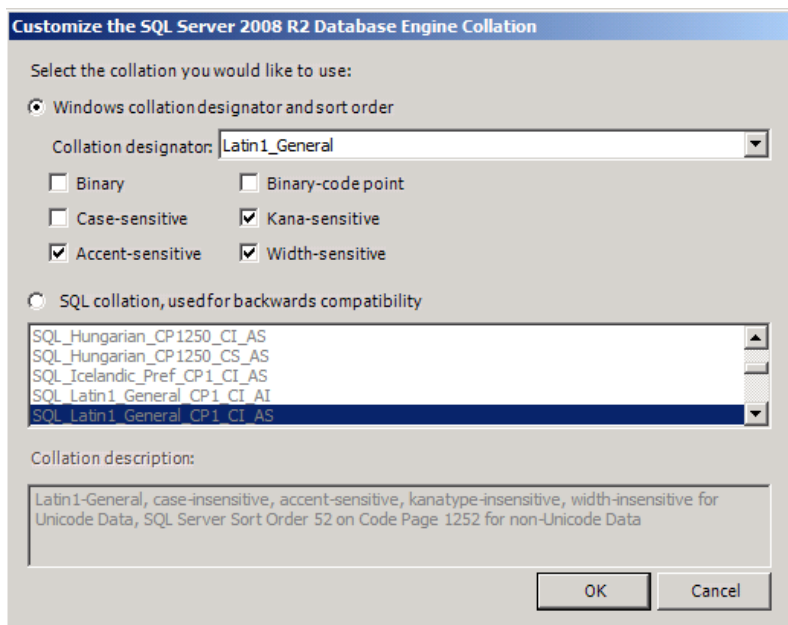 Customize the SQL Server 2008 R2 Database Engine Collation
Select the collation you would like to use:
Windows collation designator and sort order
Collation designator: Latin1_General
Binary Binary-code point
Case-sensitive Kana-sensitive
Accent-sensitive Width-sensitive
SQL collation, used for backwards compatibility
SQL_Hungarian_CP1250_CI_AS
SQL_Hungarian_CP1250_CS_AS
SQL_Icelandic_Pref_CP1_CI_AS
SQL_Latin1_General_CP1_CI_AI
SQL_Latin1_General_CP1_CI_AS
Collation description:
Latin1-General, case-insensitive, accent-sensitive, kanatype-insensitive, width-insensitive for
Unicode Data, SQL Server Sort Order 52 on Code Page 1252 for non-Unicode Data
OK Cancel